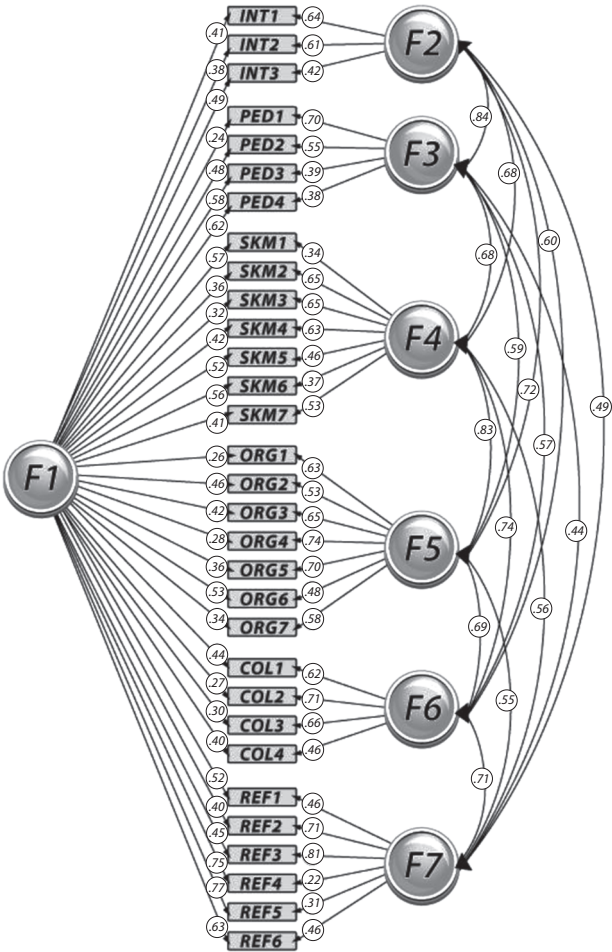 INT1 .64
.41
INT2 .61
F2
.38
INT3 .42
.49
PED1 .70
.84
.24
PED2 .55
F3
.48
PED3 .39
.68
.58
PED4 .38
.62
SKM1 .34
.60
.57
SKM2 .65
.68
.36
SKM3 .65
.32
SKM4 .63
F4
.42
SKM5 .46
.59
.52
SKM6 .37
.72
.56
SKM7 .53
.49
.41
.83
.57
.26 ORG1 .63
F1
.46 ORG2 .53
.42 ORG3 .65
.74
.44
.28 ORG4 .74
F5
.36 ORG5 .70
.53 ORG6 .48
.56
.34 ORG7 .58
.69
.44
COL1 .62
.27
COL2 .71
F6
.55
.30
COL3 .66
.40
COL4 .46
.52
.71
REF1 .46
.40
REF2 .71
.45
REF3 .81
F7
.75
REF4 .22
.77
REF5 .31
.63
REF6 .46